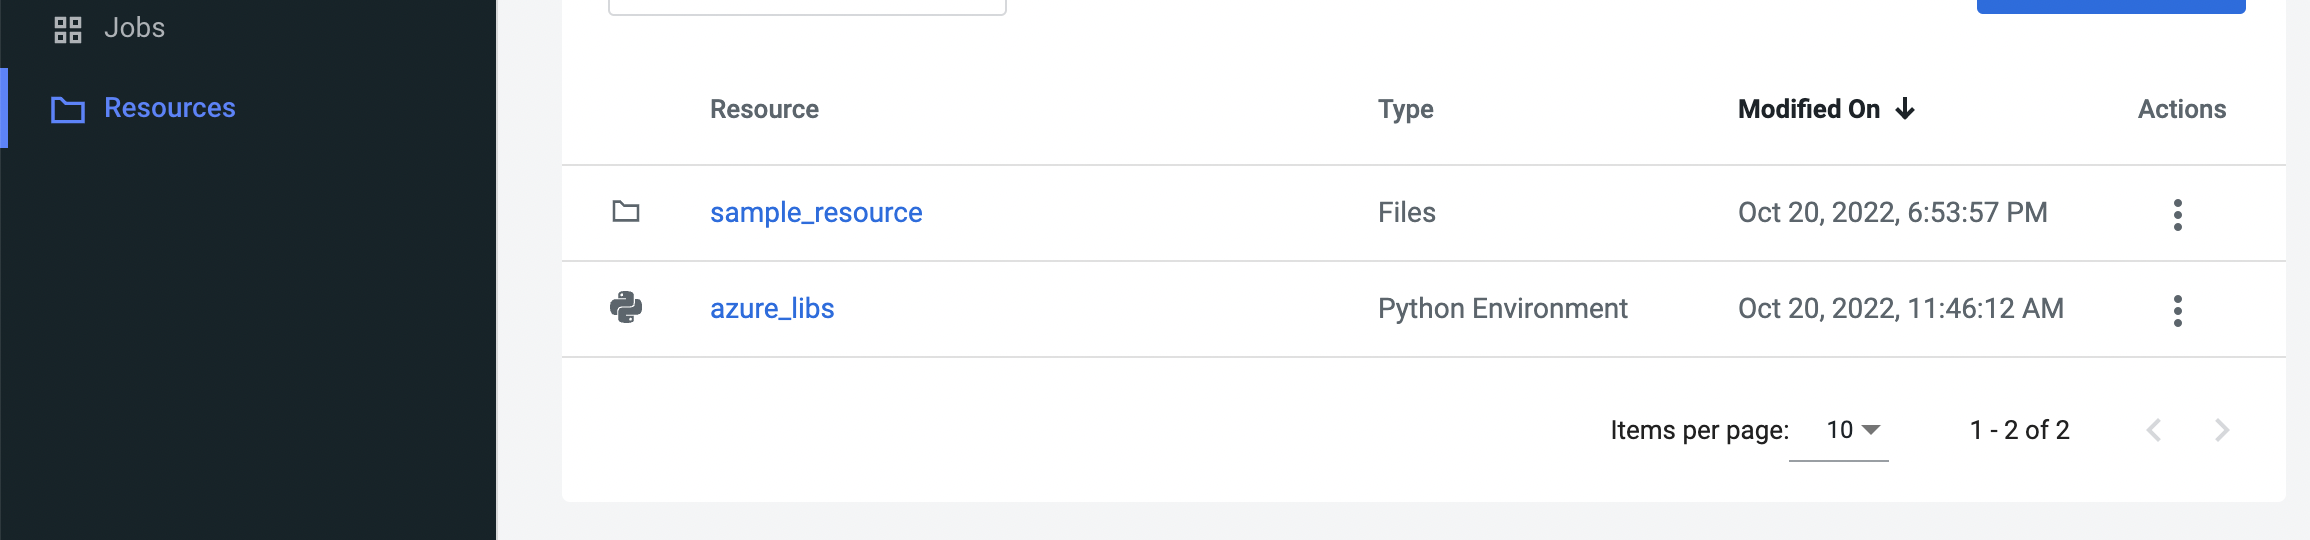 Jobs
Resources
Resource Type Modified On Actions
sample_resource Files Oct 20, 2022, 6:53:57 PM
azure_libs Python Environment Oct 20, 2022, 11:46:12 AM
Items per page: 10 1 - 2 of 2